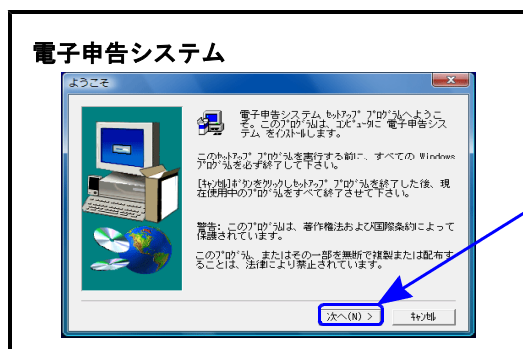 電子申告システム
ようこそ
電子申告システム ｾｯﾄｱｯﾌﾟ ﾌﾟﾛｸﾞﾗﾑへようこ
そ。このﾌﾟﾛｸﾞﾗﾑは、ｺﾝﾋﾟｭｰﾀに 電子申告シス
テム をｲﾝｽﾄｰﾙします。
このｾｯﾄｱｯﾌﾟ ﾌﾟﾛｸﾞﾗﾑを実行する前に、すべての Windows
ﾌﾟﾛｸﾞﾗﾑを必ず終了して下さい。
[ｷｬﾝｾﾙ]ﾎﾞﾀﾝをｸﾘｯｸしｾｯﾄｱｯﾌﾟ ﾌﾟﾛｸﾞﾗﾑを終了した後、現
在使用中のﾌﾟﾛｸﾞﾗﾑをすべて終了させて下さい。
警告: このﾌﾟﾛｸﾞﾗﾑは、著作権法および国際条約によって
保護されています。
このﾌﾟﾛｸﾞﾗﾑ、またはその一部を無断で複製または配布す
ることは、法律により禁止されています。
次へ(N) > ｷｬﾝｾﾙ